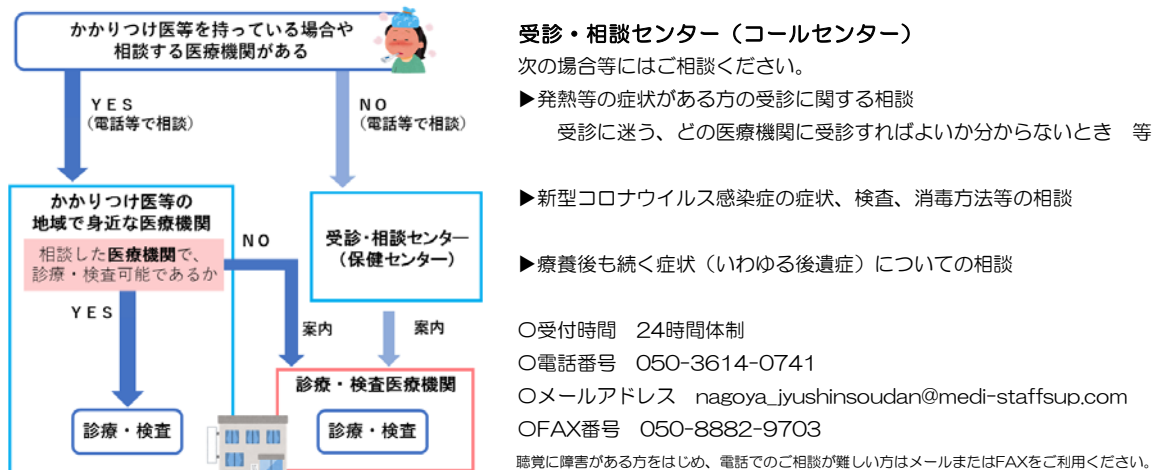 かかりつけ医等を持っている場合や
相談する医療機関がある
YES
(電話等で相談)
NO
(電話等で相談)
かかりつけ医等の
地域で身近な医療機関
相談した医療機関で、
診療・検査可能であるか
NO
YES
受診・相談センター
(保健センター)
案内
案内
診療・検査
診療・検査医療機関
診療・検査
受診・相談センター(コールセンター)
次の場合等にはご相談ください。
▶発熱等の症状がある方の受診に関する相談
受診に迷う、どの医療機関に受診すればよいか分からないとき 等
▶新型コロナウイルス感染症の症状、検査、消毒方法等の相談
▶療養後も続く症状(いわゆる後遺症)についての相談
○受付時間 24時間体制
○電話番号 050-3614-0741
○メールアドレス nagoya_jyushinsoudan@medi-staffsup.com
○FAX番号 050-8882-9703
聴覚に障害がある方をはじめ、電話でのご相談が難しい方はメールまたはFAXをご利用ください。